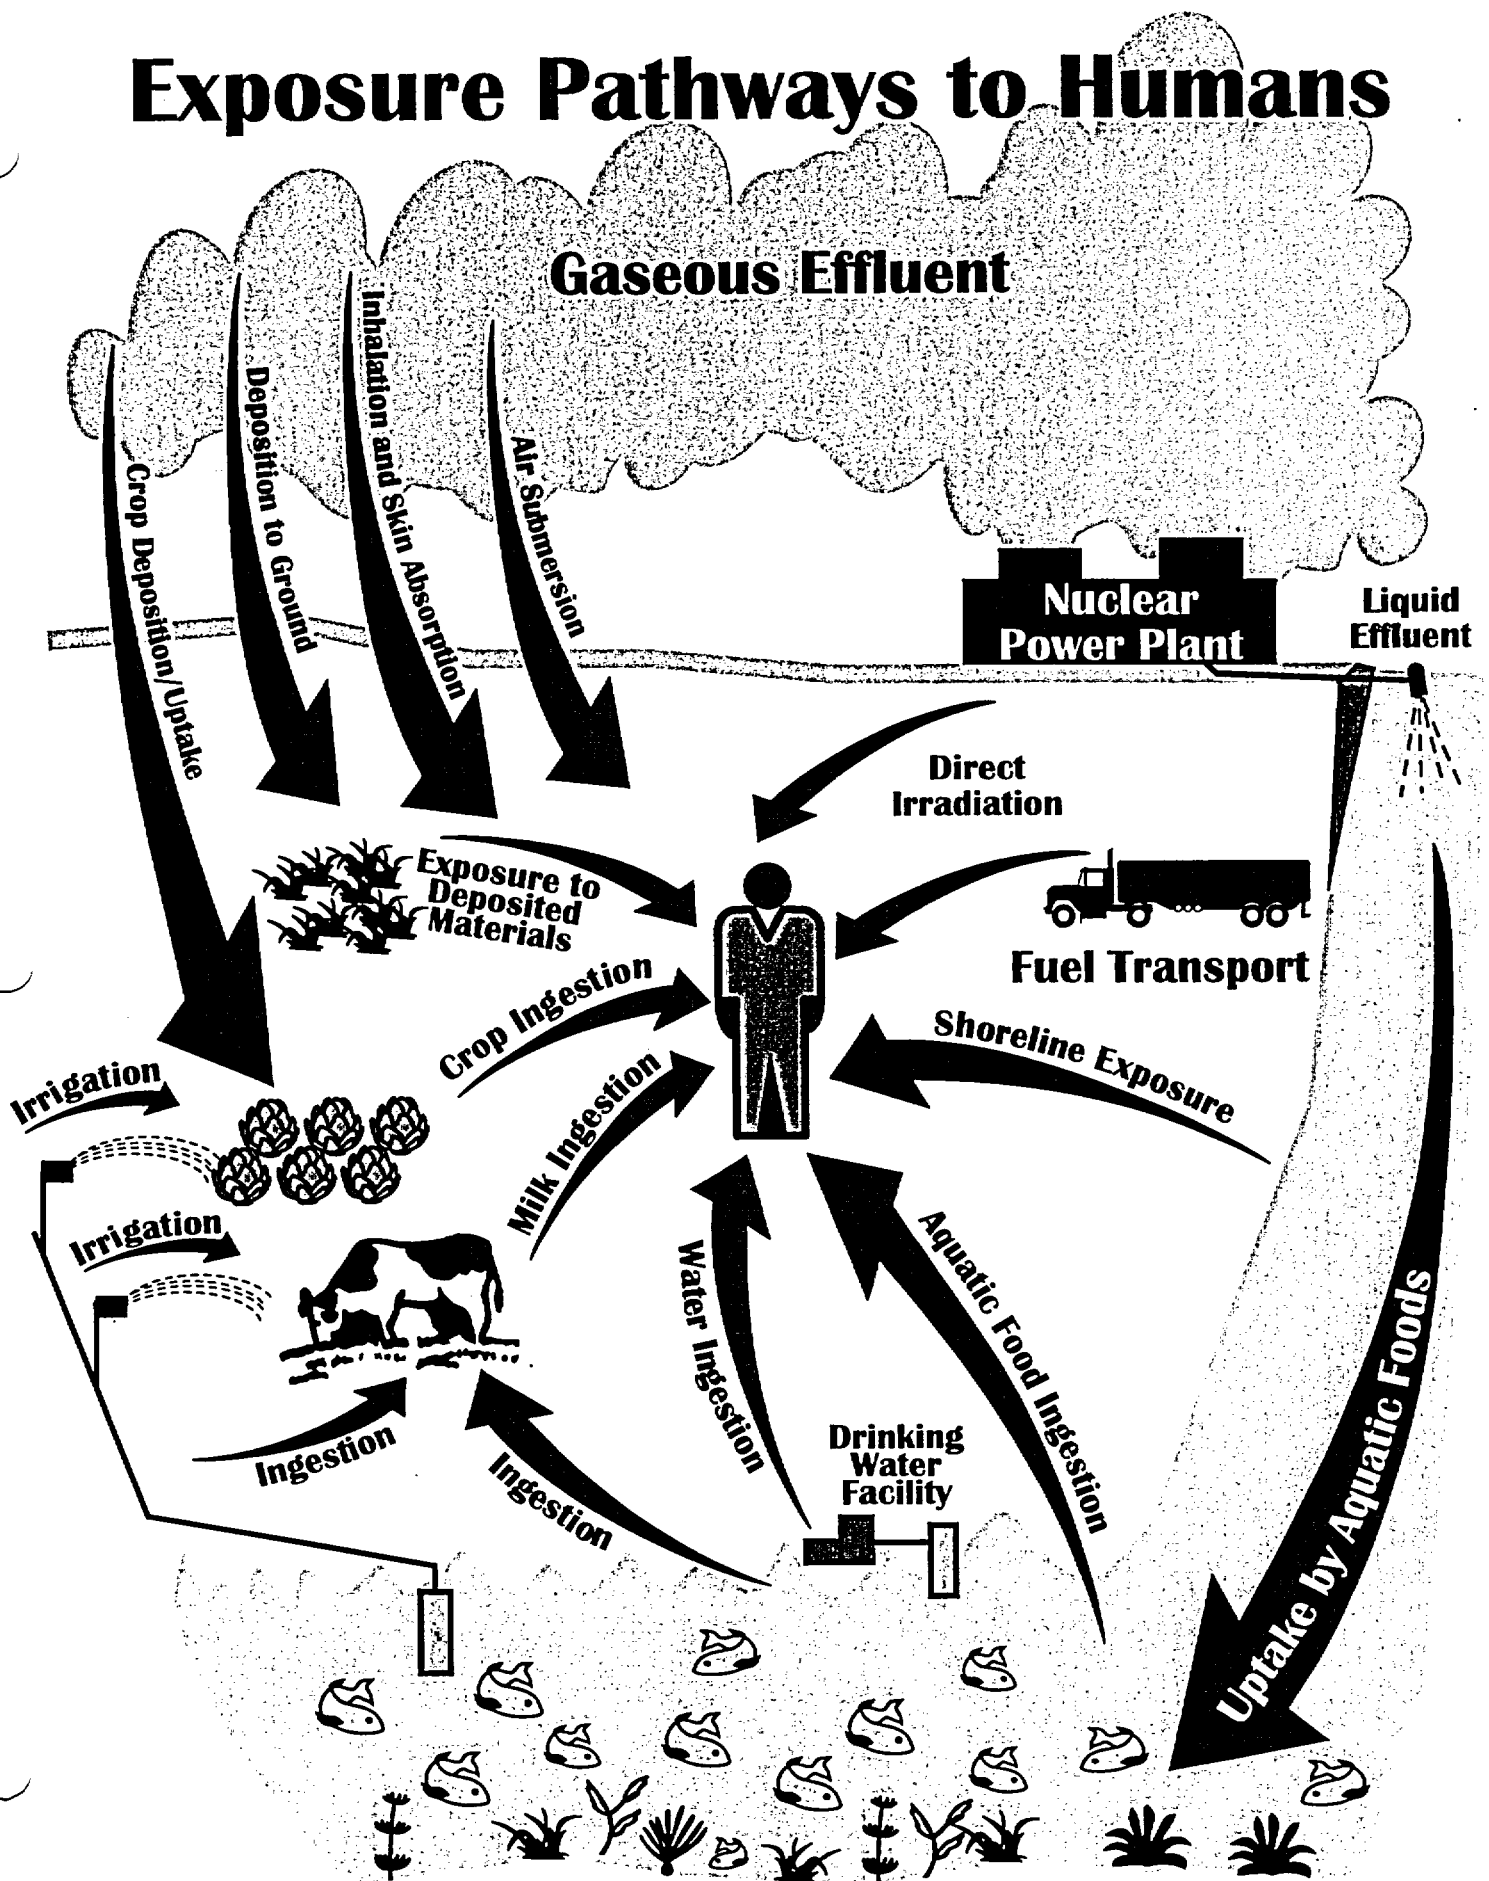 Exposure Pathways to Humans
Gaseous Effluent
Crop Deposition/Uptake
Deposition to Ground
Inhalation and Skin Absorption
Air Submersion
Nuclear
Power Plant
Liquid
Effluent
Direct
Irradiation
Exposure to
Deposited
Materials
Fuel Transport
Crop Ingestion
Shoreline Exposure
Irrigation
Milk Ingestion
Irrigation
Water Ingestion
Aquatic Food Ingestion
Uptake by Aquatic Foods
Ingestion
Ingestion
Drinking
Water
Facility